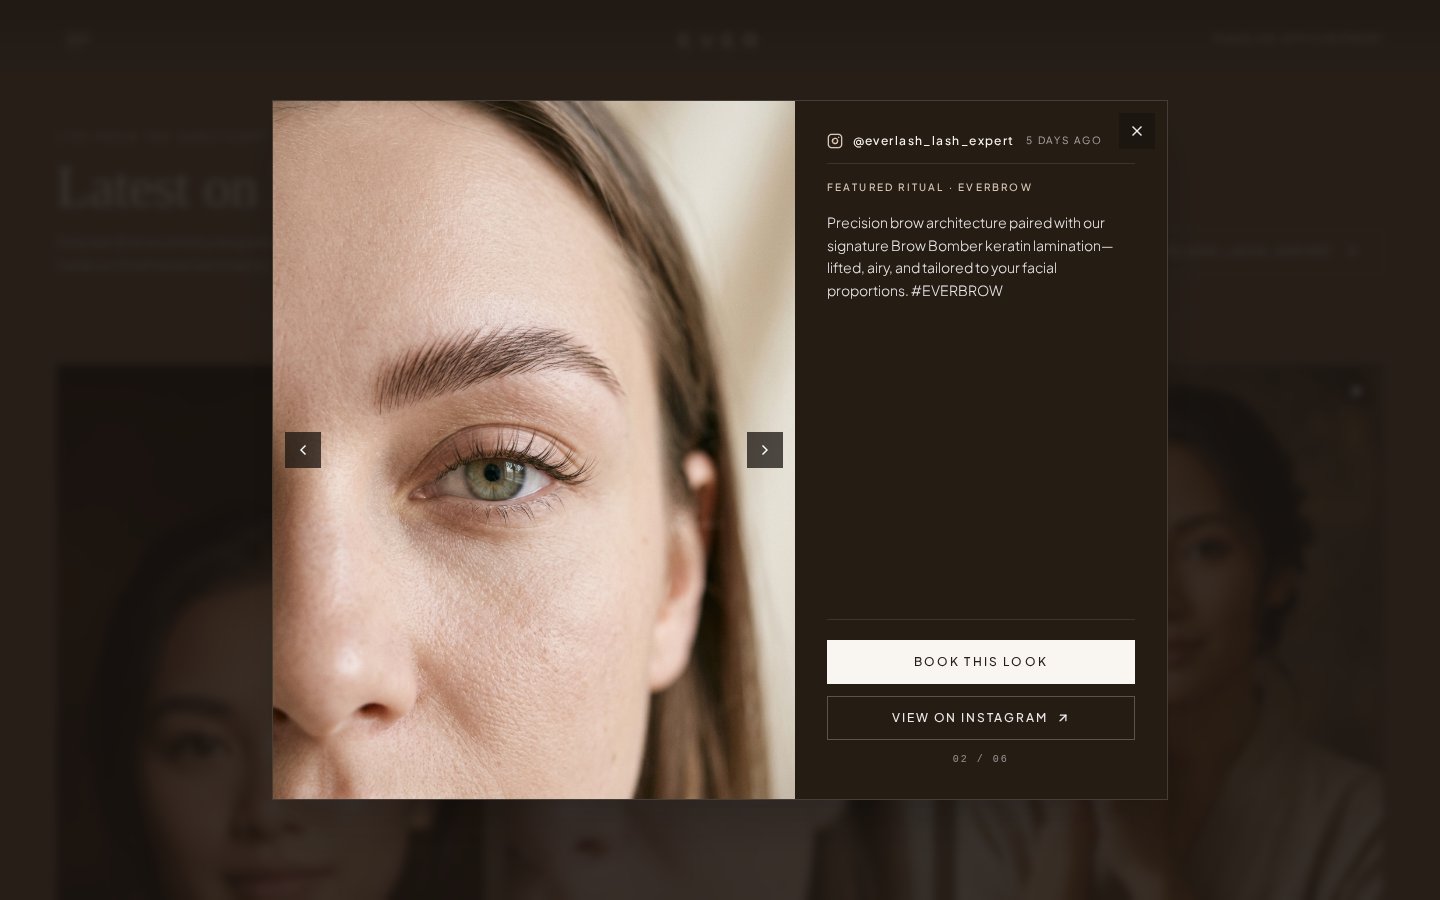 EVER
Latest on
@everlash_lash_expert 5 DAYS AGO
FEATURED RITUAL · EVERBROW
Precision brow architecture paired with our
signature Brow Bomber keratin lamination—
lifted, airy, and tailored to your facial
proportions. #EVERBROW
BOOK THIS LOOK
VIEW ON INSTAGRAM
02 / 06